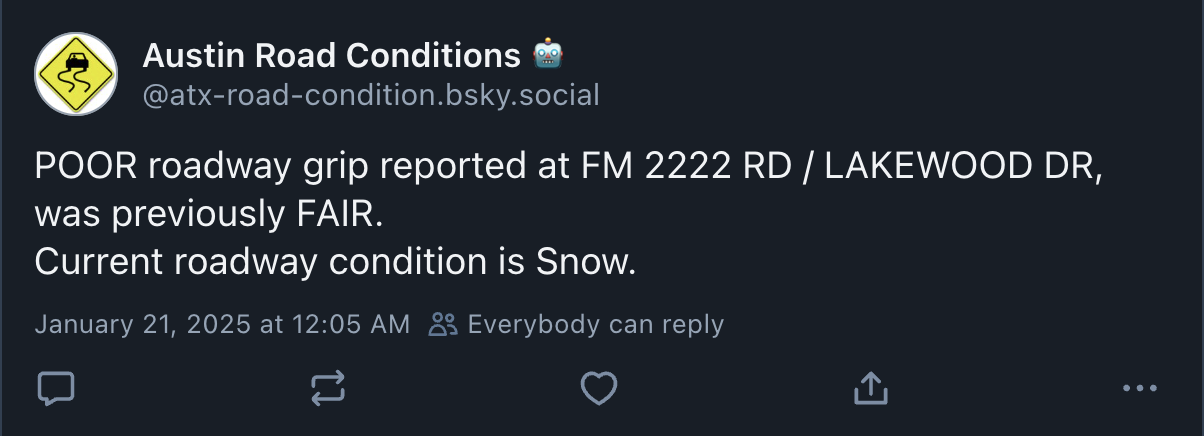 Austin Road Conditions 🤖
@atx-road-condition.bsky.social
POOR roadway grip reported at FM 2222 RD / LAKEWOOD DR,
was previously FAIR.
Current roadway condition is Snow.
January 21, 2025 at 12:05 AM Everybody can reply